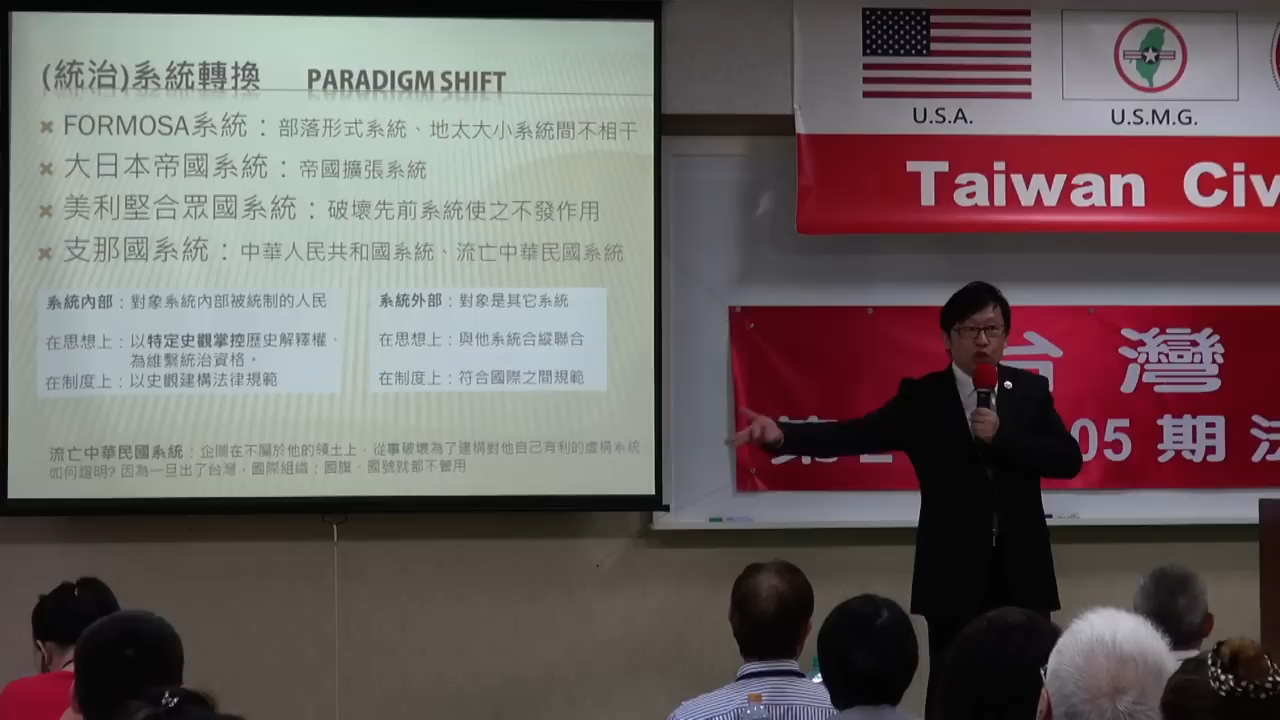 (統治)系統轉換 PARADIGM SHIFT
FORMOSA系統：部落形式系統、地太大小系統間不相干
大日本帝國系統：帝國擴張系統
美利堅合眾國系統：破壞先前系統使之不發作用
支那國系統：中華人民共和國系統、流亡中華民國系統
系統內部：對象系統內部被統制的人民
在思想上：以特定史觀掌控歷史解釋權、
為維繫統治資格。
在制度上：以史觀建構法律規範
系統外部：對象是其它系統
在思想上：與他系統合縱聯合
在制度上：符合國際之間規範
流亡中華民國系統：企圖在不屬於他的領土上，從事破壞為了建構對他自己有利的虛構系統
如何證明?因為一旦出了台灣，國際組織；國旗、國號就都不管用
U.S.A.
U.S.M.G.
Taiwan Civ
台灣
第2 05期法